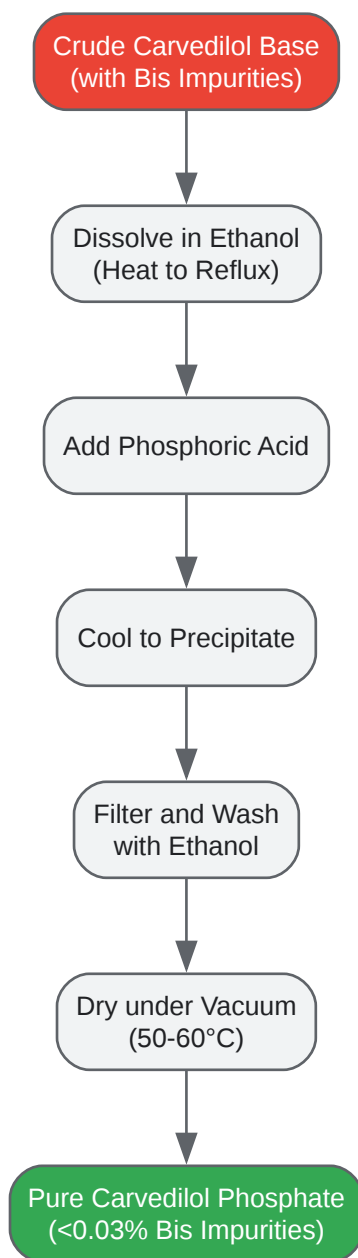 Crude Carvedilol Base
(with Bis Impurities)
Dissolve in Ethanol
(Heat to Reflux)
Add Phosphoric Acid
Cool to Precipitate
Filter and Wash
with Ethanol
Dry under Vacuum
(50-60°C)
Pure Carvedilol Phosphate
(<0.03% Bis Impurities)